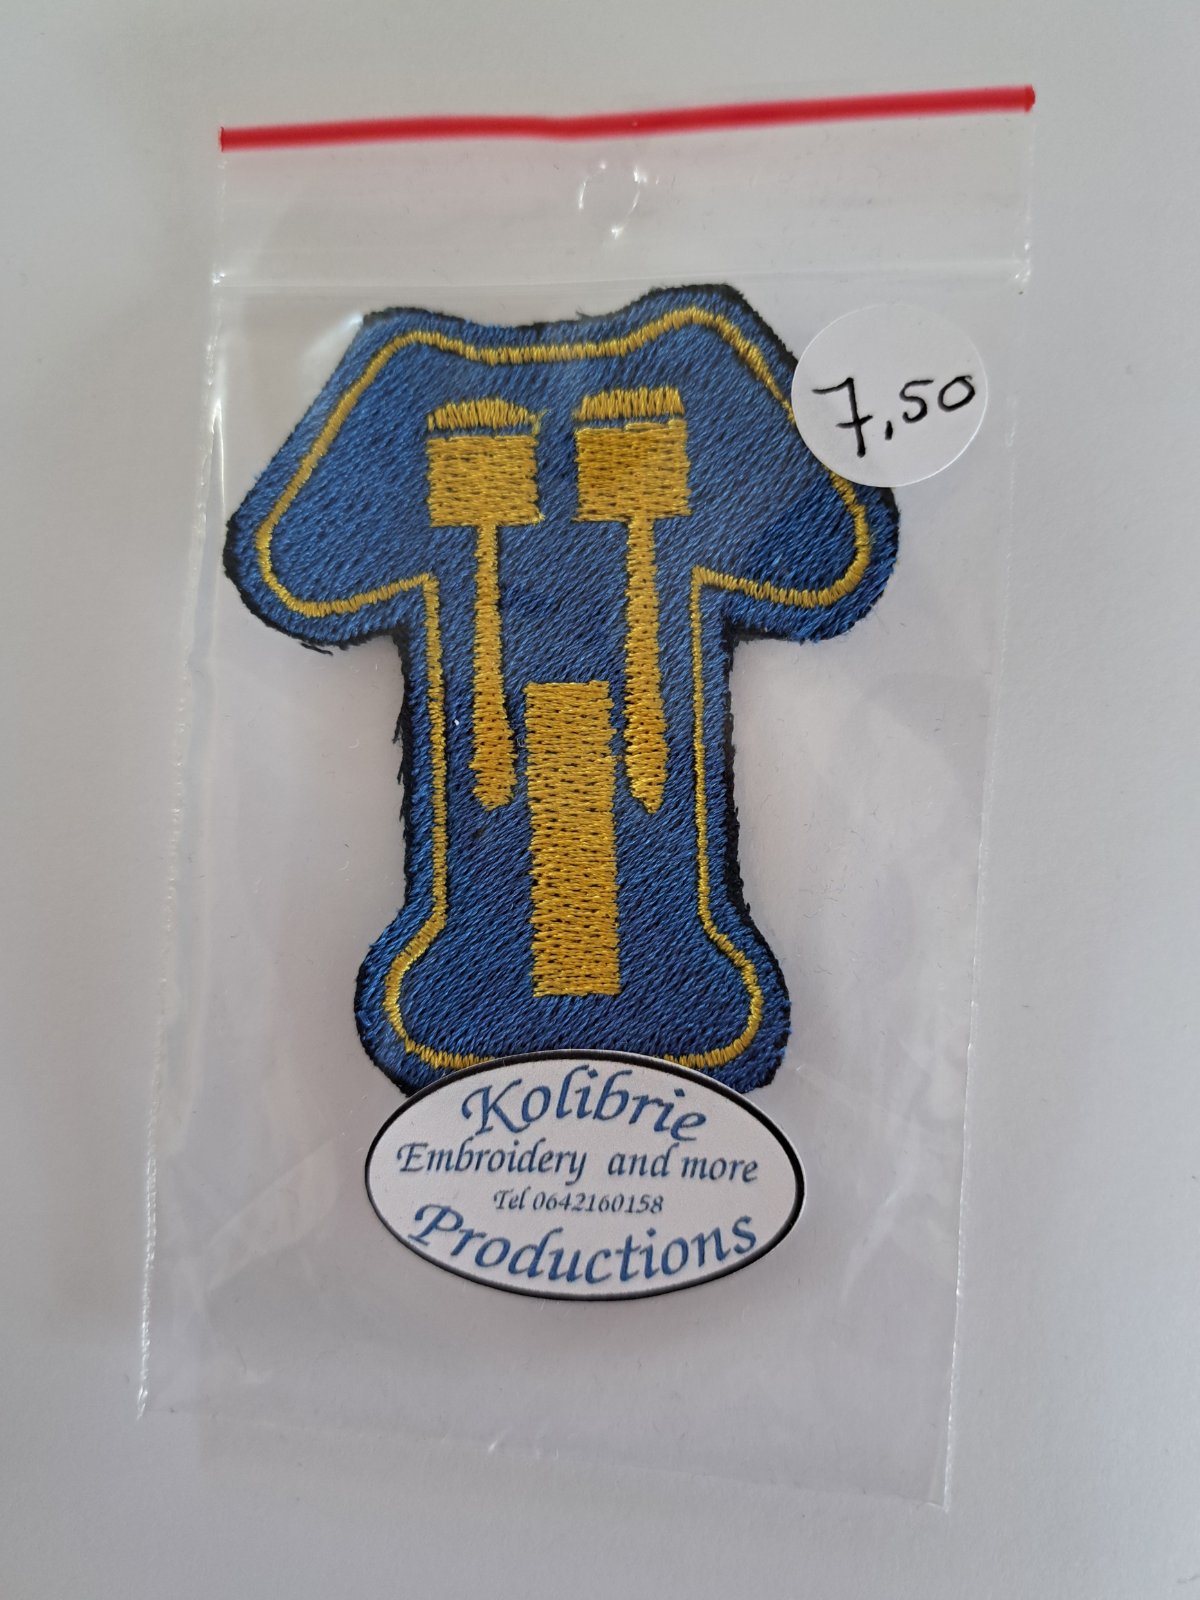 7,50
Kolibrie
Embroidery and more
Tel 0642160158
Productions